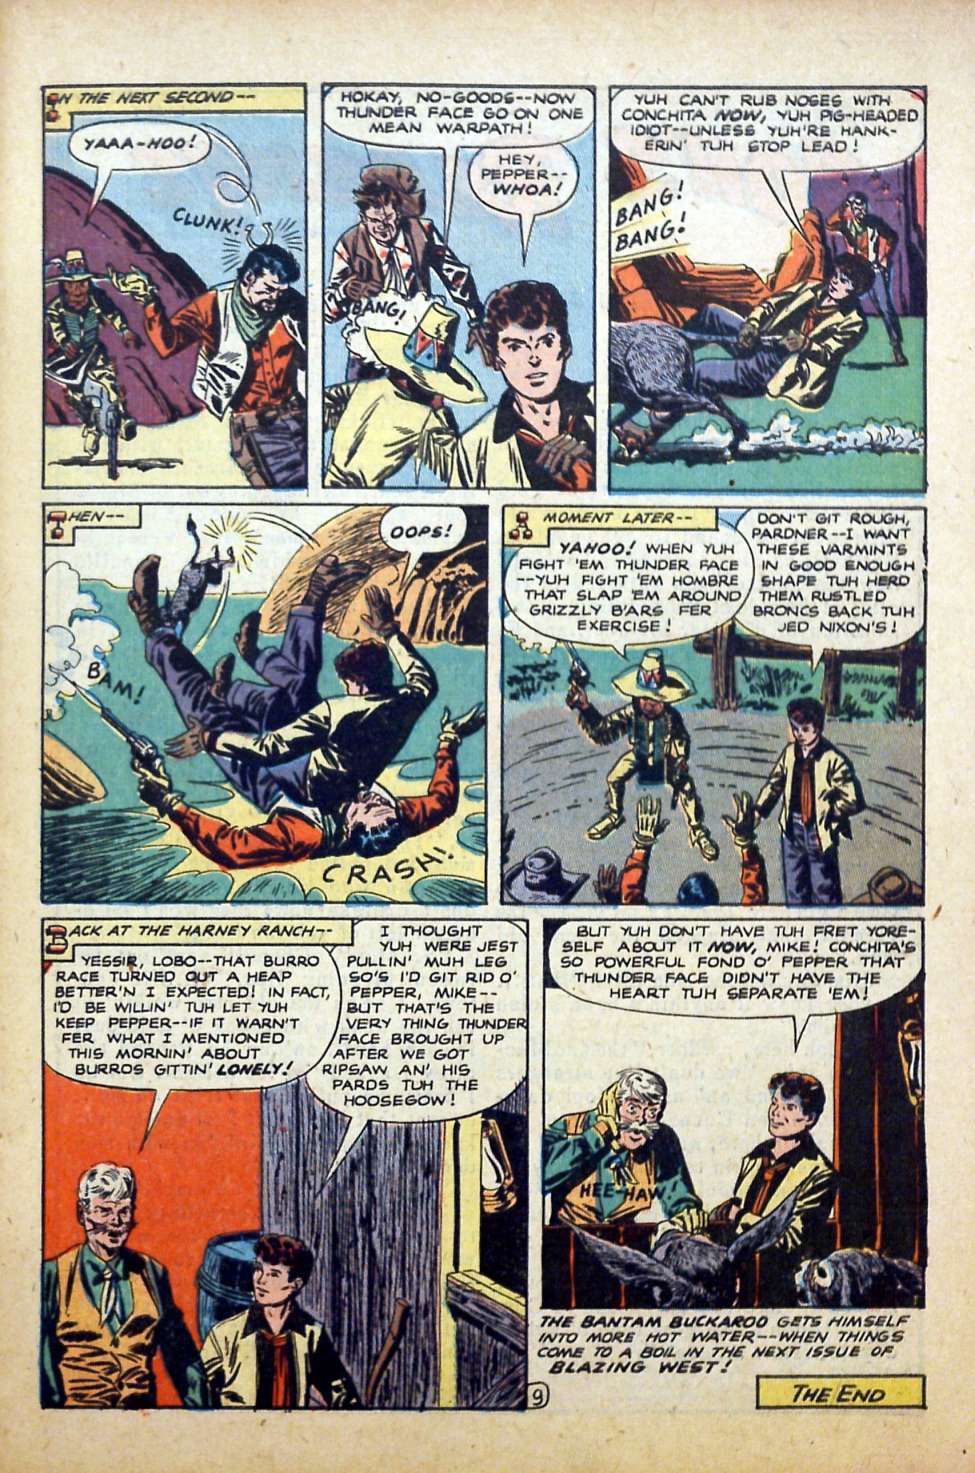 IN THE NEXT SECOND--
YAAA-HOO!
CLUNK!
HOKAY, NO-GOODS--NOW
THUNDER FACE GO ON ONE
MEAN WARPATH!
HEY,
PEPPER--
WHOA!
BANG!
YUH CAN'T RUB NOSES WITH
CONCHITA NOW, YUH PIG-HEADED
IDIOT--UNLESS YUH'RE HANK-
ERIN' TUH STOP LEAD!
BANG!
BANG!
THEN--
OOPS!
BAM!
CRASH!
A MOMENT LATER--
YAHOO! WHEN YUH
FIGHT 'EM THUNDER FACE
--YUH FIGHT 'EM HOMBRE
THAT SLAP 'EM AROUND
GRIZZLY B'ARS FER
EXERCISE!
DON'T GIT ROUGH,
PARDNER--I WANT
THESE VARMINTS
IN GOOD ENOUGH
SHAPE TUH HERD
THEM RUSTLED
BRONCS BACK TUH
JED NIXON'S!
BACK AT THE HARNEY RANCH--
YESSIR, LOBO--THAT BURRO
RACE TURNED OUT A HEAP
BETTER'N I EXPECTED! IN FACT,
I'D BE WILLIN' TUH LET YUH
KEEP PEPPER--IF IT WARN'T
FER WHAT I MENTIONED
THIS MORNIN' ABOUT
BURROS GITTIN' LONELY!
I THOUGHT
YUH WERE JEST
PULLIN' MUH LEG
SO'S I'D GIT RID O'
PEPPER, MIKE--
BUT THAT'S THE
VERY THING THUNDER
FACE BROUGHT UP
AFTER WE GOT
RIPSAW AN' HIS
PARDS TUH THE
HOOSEGOW!
BUT YUH DON'T HAVE TUH FRET YORE-
SELF ABOUT IT NOW, MIKE! CONCHITA'S
SO POWERFUL FOND O' PEPPER THAT
THUNDER FACE DIDN'T HAVE THE
HEART TUH SEPARATE 'EM!
HEE-HAW!
THE BANTAM BUCKAROO GETS HIMSELF
INTO MORE HOT WATER--WHEN THINGS
COME TO A BOIL IN THE NEXT ISSUE OF
BLAZING WEST!
9
THE END